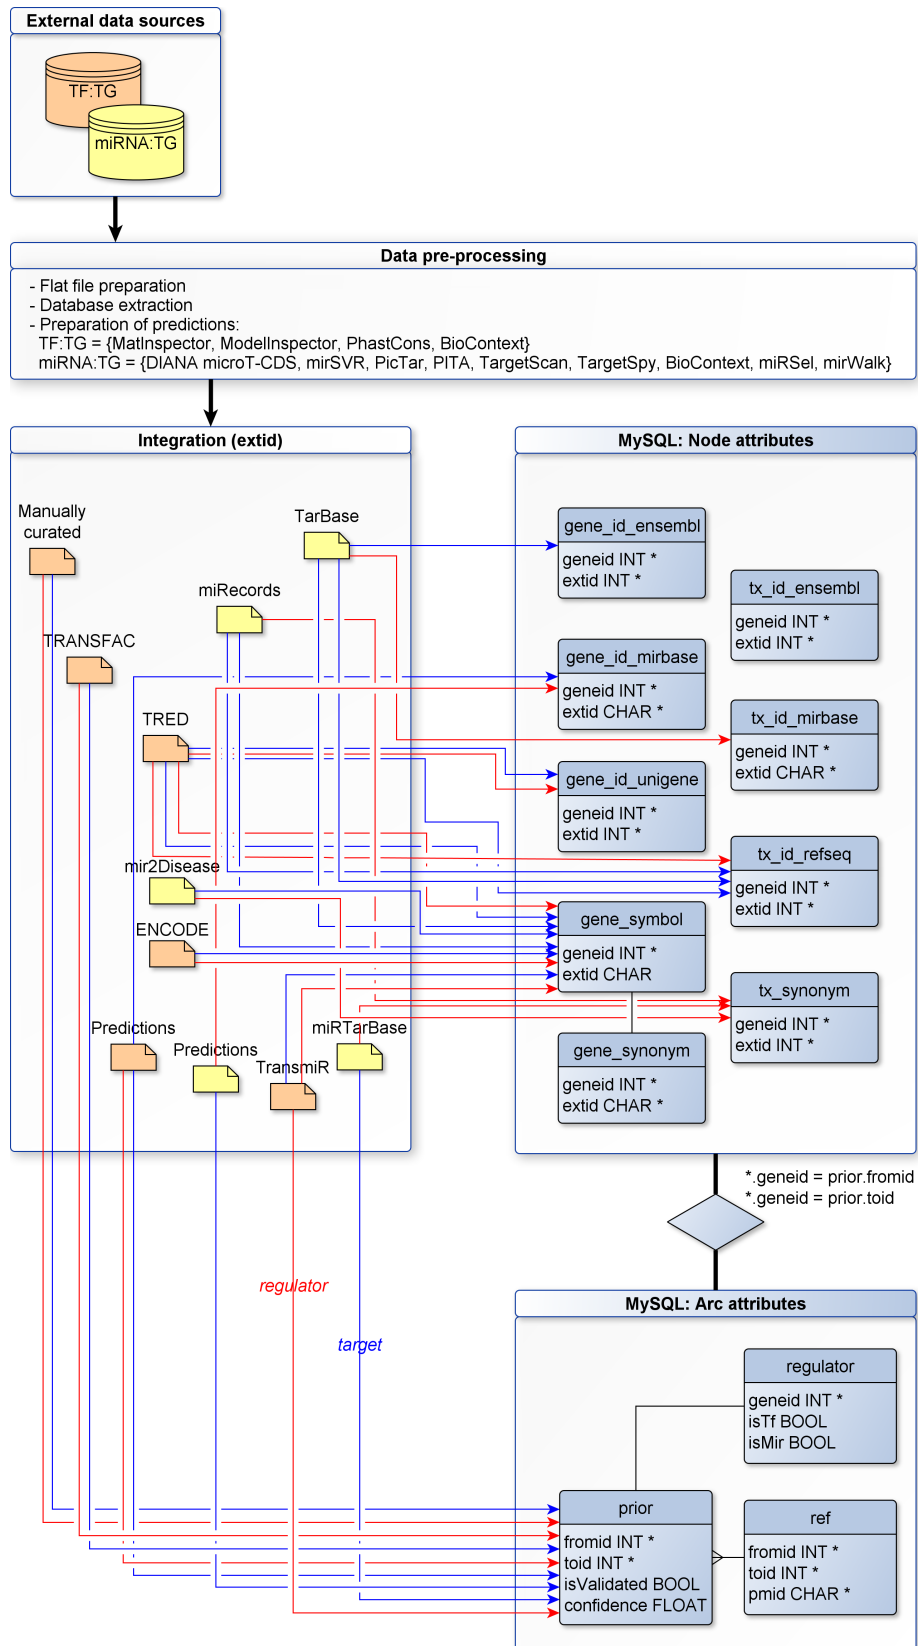 External data sources
TF:TG
miRNA:TG
Data pre-processing
- Flat file preparation
- Database extraction
- Preparation of predictions:
TF:TG = {MatInspector, ModelInspector, PhastCons, BioContext}
miRNA:TG = {DIANA microT-CDS, mirSVR, PicTar, PITA, TargetScan, TargetSpy, BioContext, miRSel, mirWalk}
Integration (extid)
Manually
curated
TarBase
miRecords
TRANSFAC
TRED
mir2Disease
ENCODE
Predictions
Predictions
TransmiR
miRTarBase
MySQL: Node attributes
gene_id_ensembl
geneid INT *
extid INT *
tx_id_ensembl
geneid INT *
extid INT *
gene_id_mirbase
geneid INT *
extid CHAR *
tx_id_mirbase
geneid INT *
extid CHAR *
gene_id_unigene
geneid INT *
extid INT *
tx_id_refseq
geneid INT *
extid INT *
gene_symbol
geneid INT *
extid CHAR
tx_synonym
geneid INT *
extid INT *
gene_synonym
geneid INT *
extid CHAR *
*.geneid = prior.fromid
*.geneid = prior.toid
regulator
target
MySQL: Arc attributes
regulator
geneid INT *
isTf BOOL
isMir BOOL
prior
fromid INT *
toid INT *
isValidated BOOL
confidence FLOAT
ref
fromid INT *
toid INT *
pmid CHAR *